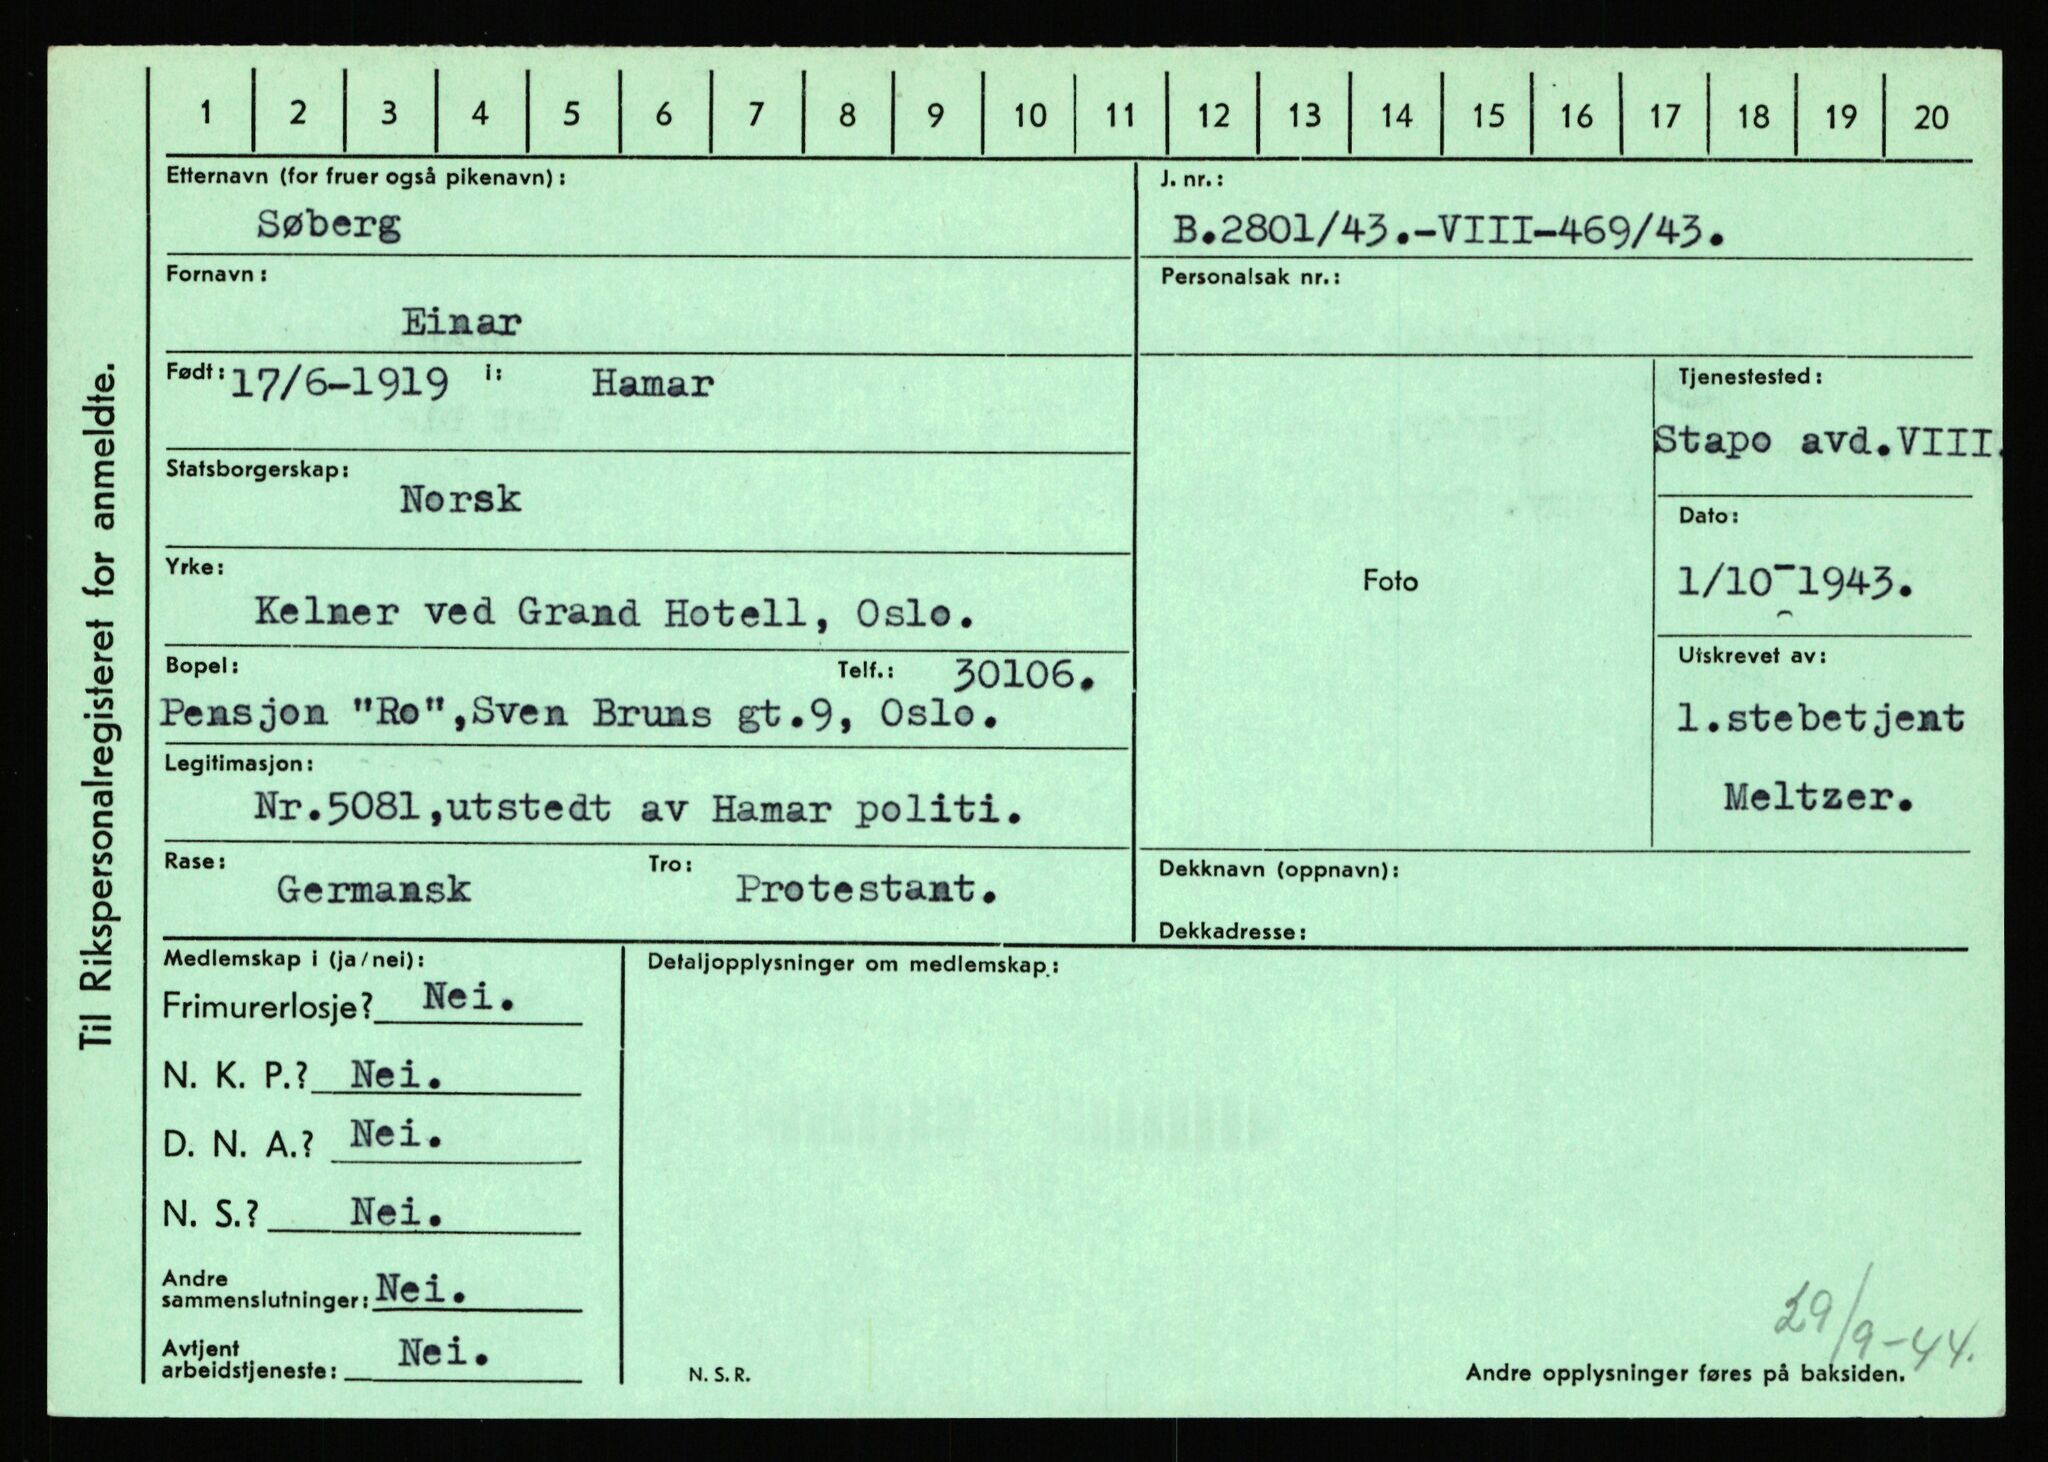 Til Rikspersonalregisteret for anmeldte.
1 2 3 4 5 6 7 8 9 10 11 12 13 14 15 16 17 18 19 20
Etternavn (for fruer også pikenavn):
Søberg
J. nr.:
B.2801/43.-VIII-469/43.
Fornavn:
Einar
Personalsak nr.:
Født: 17/6-1919 i: Hamar
Statsborgerskap:
Norsk
Yrke:
Kelner ved Grand Hotell, Oslo.
Bopel: Telf.: 30106.
Pensjon "Ro",Sven Bruns gt.9, Oslo.
Legitimasjon:
Nr.5081,utstedt av Hamar politi.
Rase: Germansk Tro: Protestant.
Foto
Tjenestested:
Stapo avd.VIII.
Dato:
1/10-1943.
Utskrevet av:
1.stebetjent
Meltzer.
Dekknavn (oppnavn):
Dekkadresse:
Medlemskap i (ja/nei):
Frimurerlosje? Nei.
N. K. P.? Nei.
D. N. A.? Nei.
N. S.? Nei.
Andre
sammenslutninger: Nei.
Avtjent
arbeidstjeneste: Nei.
Detaljopplysninger om medlemskap:
29/9-44.
N. S. R.
Andre opplysninger føres på baksiden.